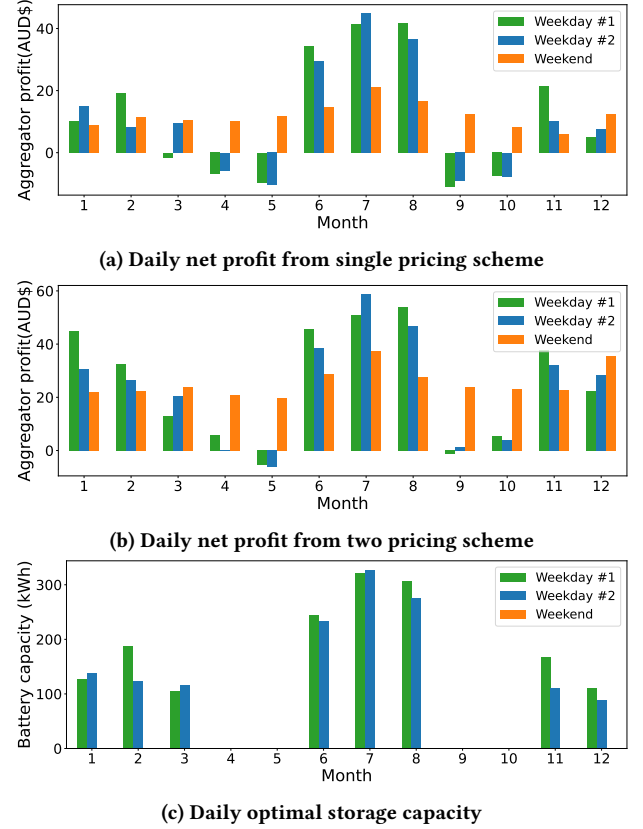 Aggregator profit(AUD$)
40
20
0
Weekday #1
Weekday #2
Weekend
1 2 3 4 5 6 7 8 9 10 11 12
Month
(a) Daily net profit from single pricing scheme
Aggregator profit(AUD$)
60
40
20
0
Weekday #1
Weekday #2
Weekend
1 2 3 4 5 6 7 8 9 10 11 12
Month
(b) Daily net profit from two pricing scheme
Battery capacity (kWh)
300
200
100
0
Weekday #1
Weekday #2
Weekend
1 2 3 4 5 6 7 8 9 10 11 12
Month
(c) Daily optimal storage capacity